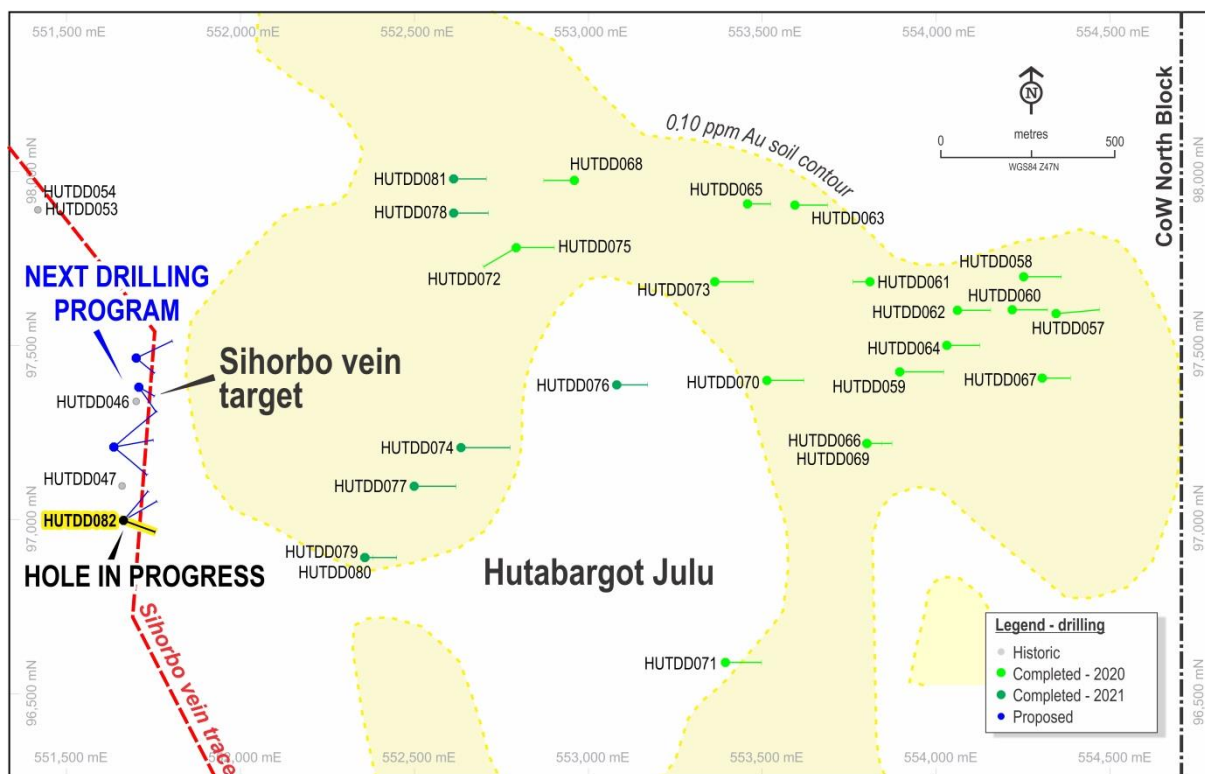 551,500 mE
552,000 mE
552,500 mE
553,000 mE
553,500 mE
554,000 mE
554,500 mE
CoW North Block
N
0.10 ppm Au soil contour
0
metres
500
WGS84 Z47N
98,000 mN
98,000 mN
HUTDD054
HUTDD053
HUTDD081
HUTDD068
HUTDD078
HUTDD065
HUTDD063
HUTDD075
HUTDD072
HUTDD073
HUTDD061
HUTDD058
HUTDD062
HUTDD060
HUTDD057
NEXT DRILLING
PROGRAM
97,500 mN
97,500 mN
HUTDD064
Sihorbo vein
target
HUTDD046
HUTDD076
HUTDD070
HUTDD059
HUTDD067
HUTDD074
HUTDD066
HUTDD069
HUTDD047
HUTDD077
HUTDD082
97,000 mN
97,000 mN
HOLE IN PROGRESS
HUTDD079
HUTDD080
Hutabargot Julu
Sihorbo vein trace
HUTDD071
96,500 mN
96,500 mN
Legend - drilling
Historic
Completed - 2020
Completed - 2021
Proposed
551,500 mE
552,000 mE
552,500 mE
553,000 mE
553,500 mE
554,000 mE
554,500 mE